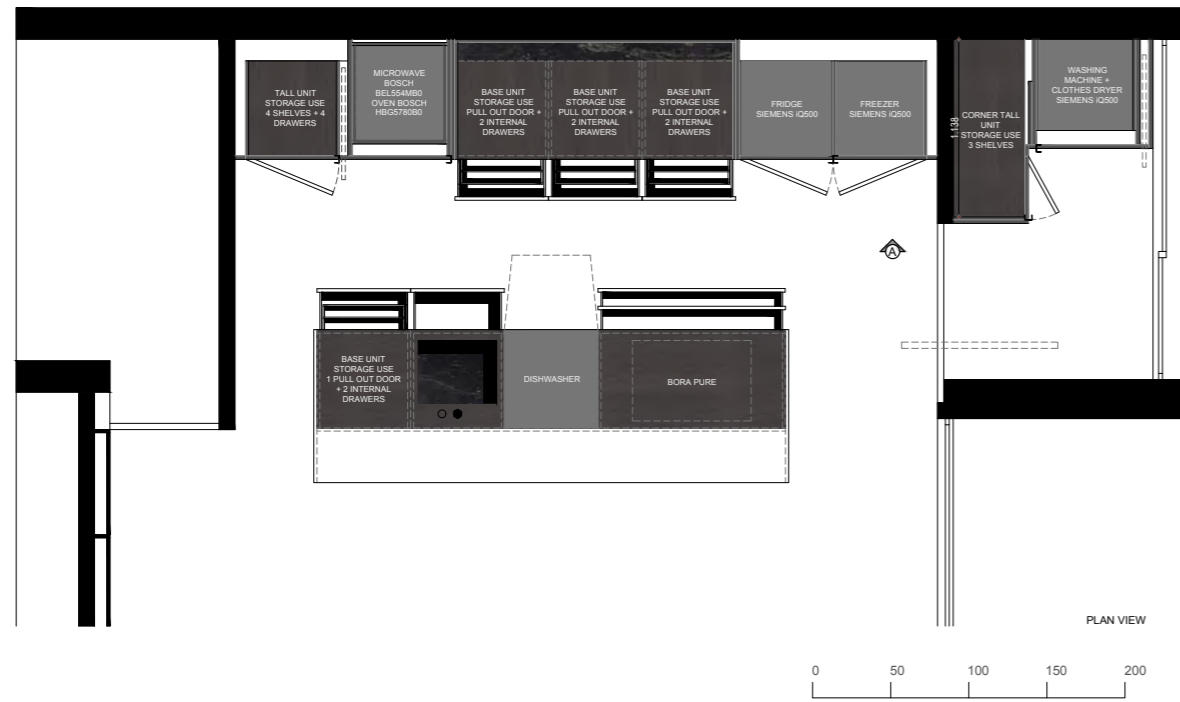 TALL UNIT
STORAGE USE
4 SHELVES + 4
DRAWERS
MICROWAVE
BOSCH
BEL554MB0
OVEN BOSCH
HBG5780B0
BASE UNIT
STORAGE USE
PULL OUT DOOR +
2 INTERNAL
DRAWERS
BASE UNIT
STORAGE USE
PULL OUT DOOR +
2 INTERNAL
DRAWERS
BASE UNIT
STORAGE USE
PULL OUT DOOR +
2 INTERNAL
DRAWERS
FRIDGE
SIEMENS iQ500
FREEZER
SIEMENS iQ500
1.138
CORNER TALL
UNIT
STORAGE USE
3 SHELVES
WASHING
MACHINE +
CLOTHES DRYER
SIEMENS iQ500
A
BASE UNIT
STORAGE USE
1 PULL OUT DOOR
+ 2 INTERNAL
DRAWERS
DISHWASHER
BORA PURE
PLAN VIEW
0 50 100 150 200